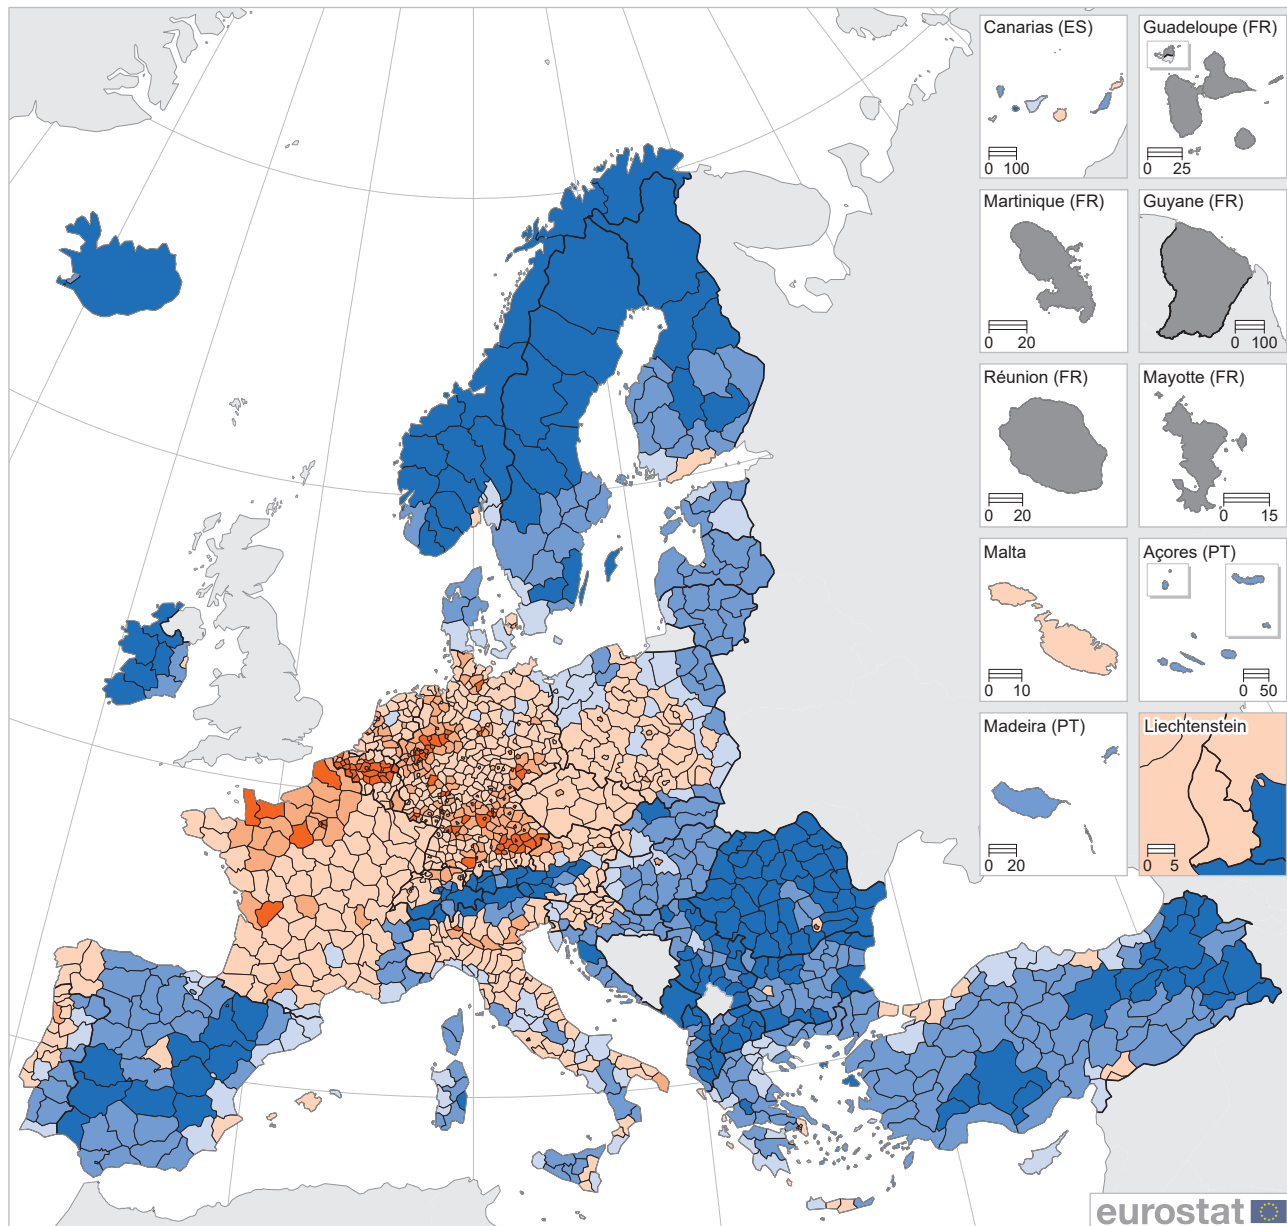 Canarias (ES)
0 100
Guadeloupe (FR)
0 25
Martinique (FR)
0 20
Guyane (FR)
0 100
Réunion (FR)
0 20
Mayotte (FR)
0 15
Malta
0 10
Açores (PT)
0 50
Madeira (PT)
0 20
Liechtenstein
0 5
eurostat